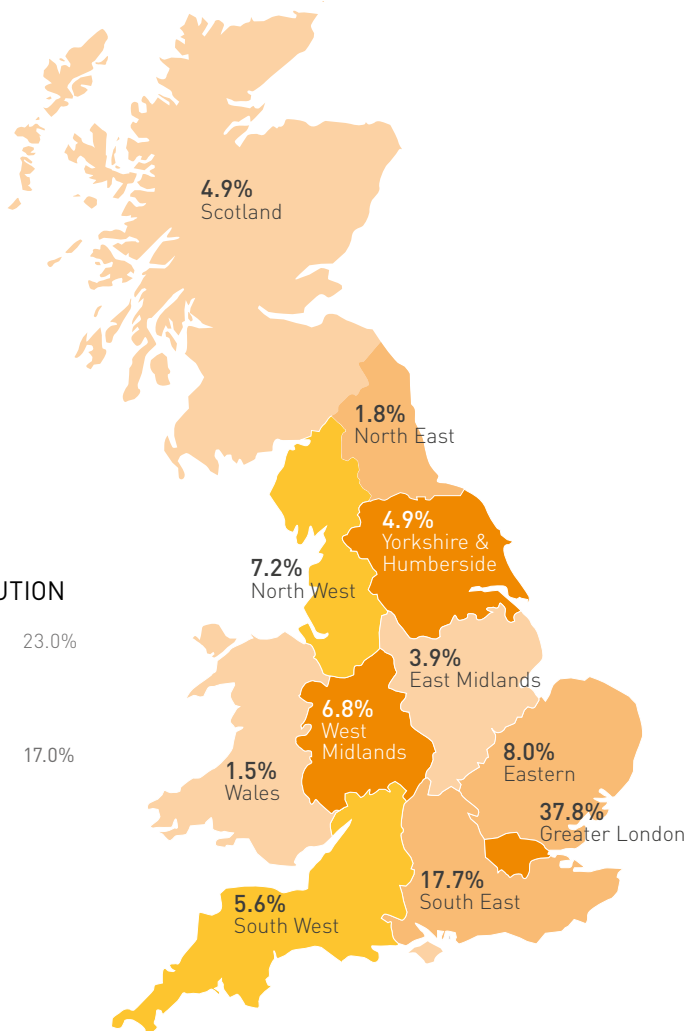 4.9%
Scotland
1.8%
North East
4.9%
Yorkshire &
Humberside
7.2%
North West
UTION
23.0%
3.9%
East Midlands
6.8%
West
Midlands
17.0%
8.0%
Eastern
1.5%
Wales
37.8%
Greater London
17.7%
South East
5.6%
South West